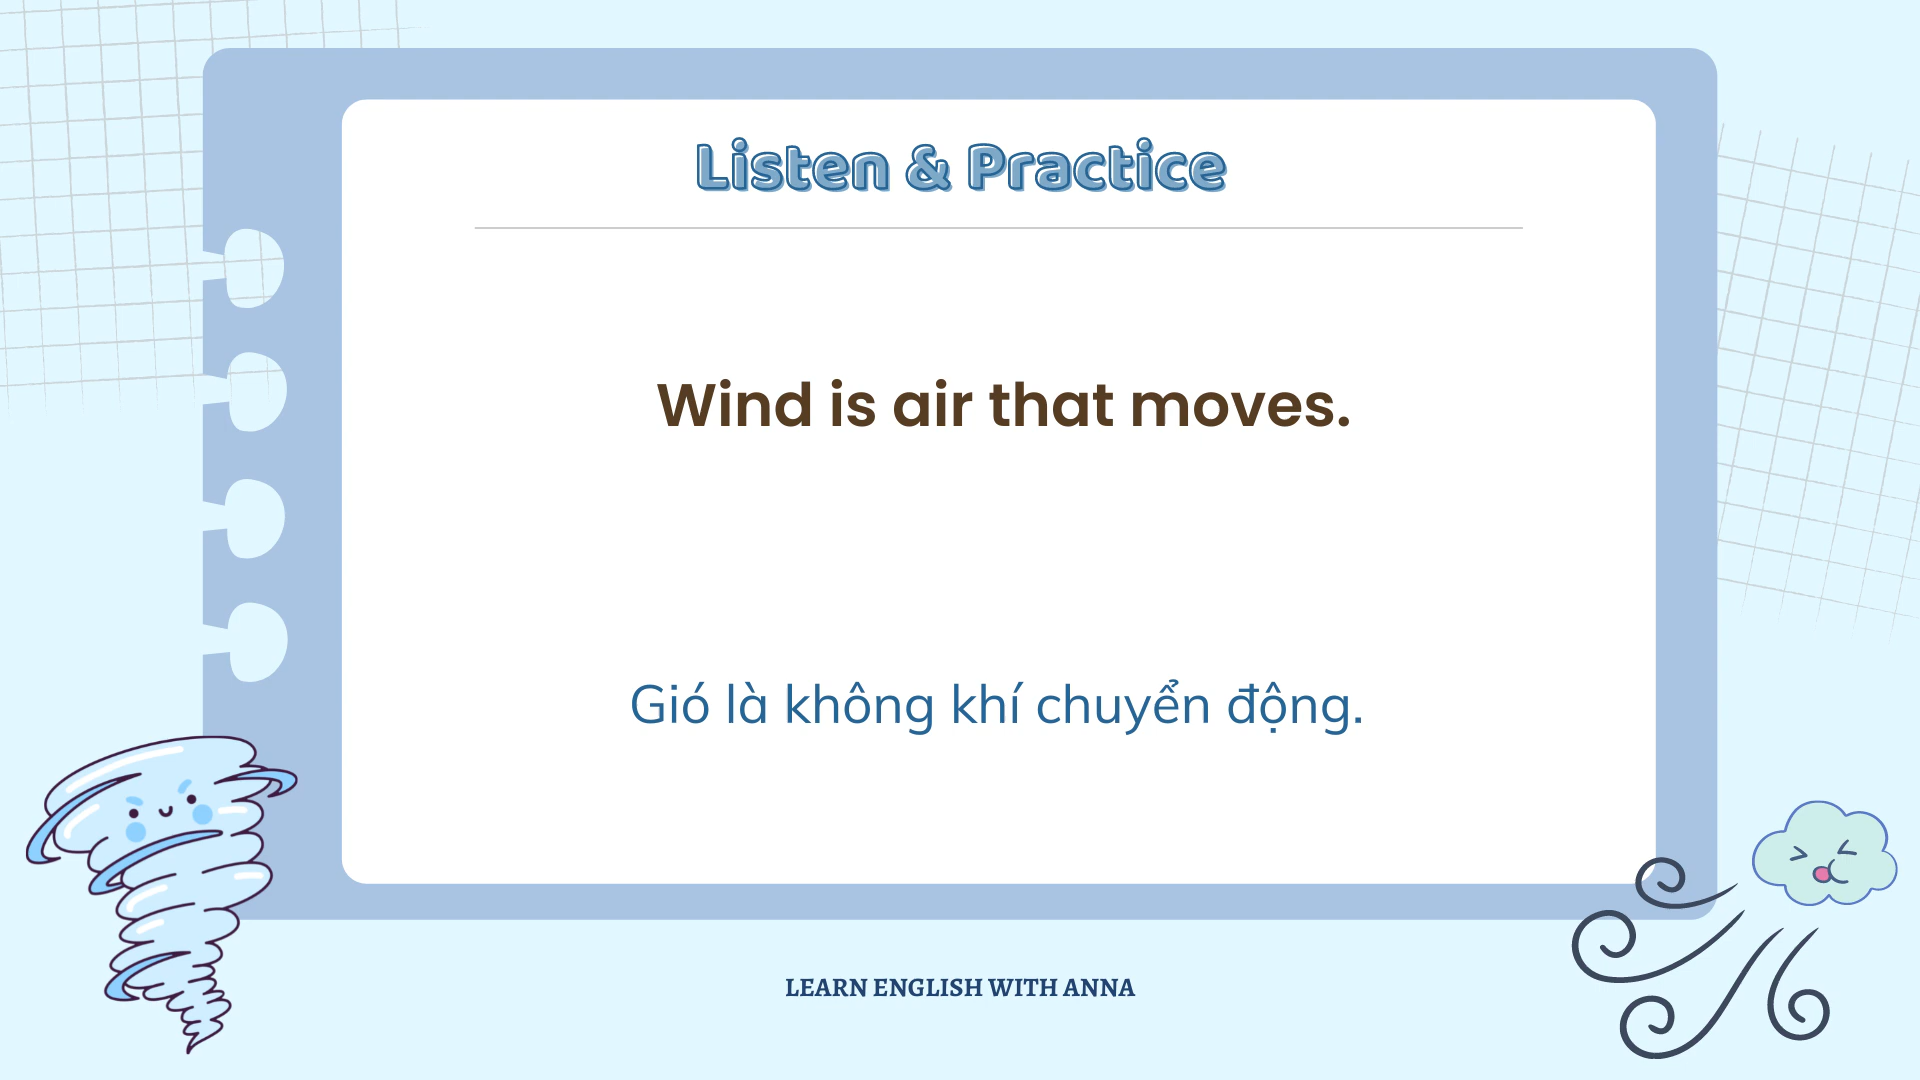 Listen & Practice
Wind is air that moves.
Gió là không khí chuyển động.
LEARN ENGLISH WITH ANNA